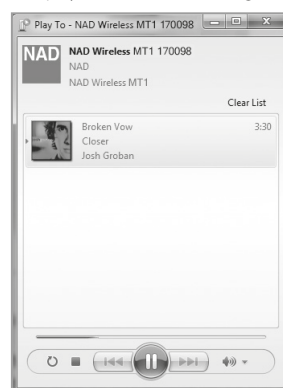 Play To - NAD Wireless MT1 170098
NAD
NAD Wireless MT1 170098
NAD
NAD Wireless MT1
Clear List
Broken Vow 3:30
Closer
Josh Groban